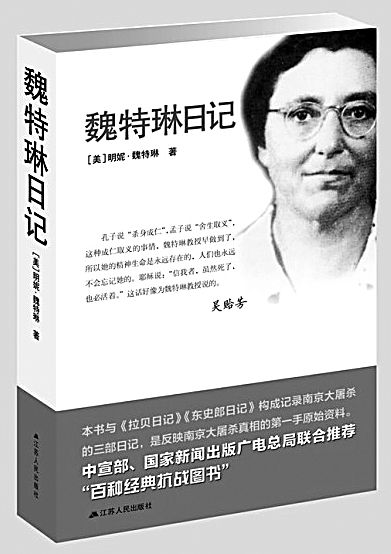 魏特琳日记
[美]明妮·魏特琳 著
魏特琳日记
[美]明妮·魏特琳 著
孔子说“杀身成仁”,孟子说“舍生取义”,
这种成仁取义的事情,魏特琳教授早做到了,
所以她的精神生命是永远存在的,人们也永远
不会忘记她的。耶稣说:“信我者,虽然死了,
也必活着。”这话好像为魏特琳教授说的。
吴贻芳
本书与《拉贝日记》《东史郎日记》构成记录南京大屠杀
的三部日记,是反映南京大屠杀真相的第一手原始资料。
中宣部、国家新闻出版广电总局联合推荐
“百种经典抗战图书”
江苏人民出版社
江苏人民出版社